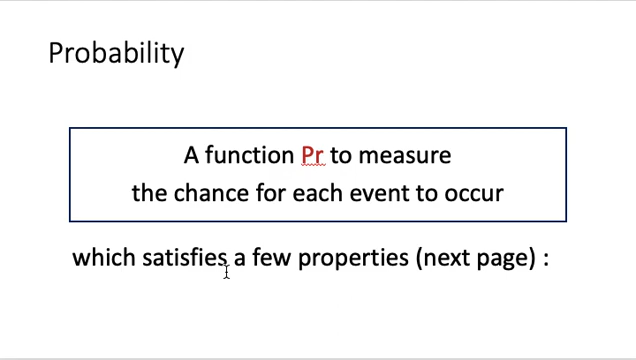 Probability
A function Pr to measure
the chance for each event to occur
which satisfies a few properties (next page) :